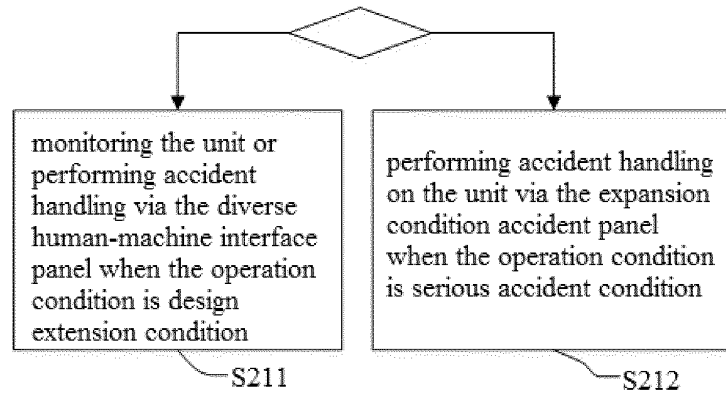 monitoring the unit or
performing accident
handling via the diverse
human-machine interface
panel when the operation
condition is design
extension condition
S211
performing accident handling
on the unit via the expansion
condition accident panel
when the operation condition
is serious accident condition
S212